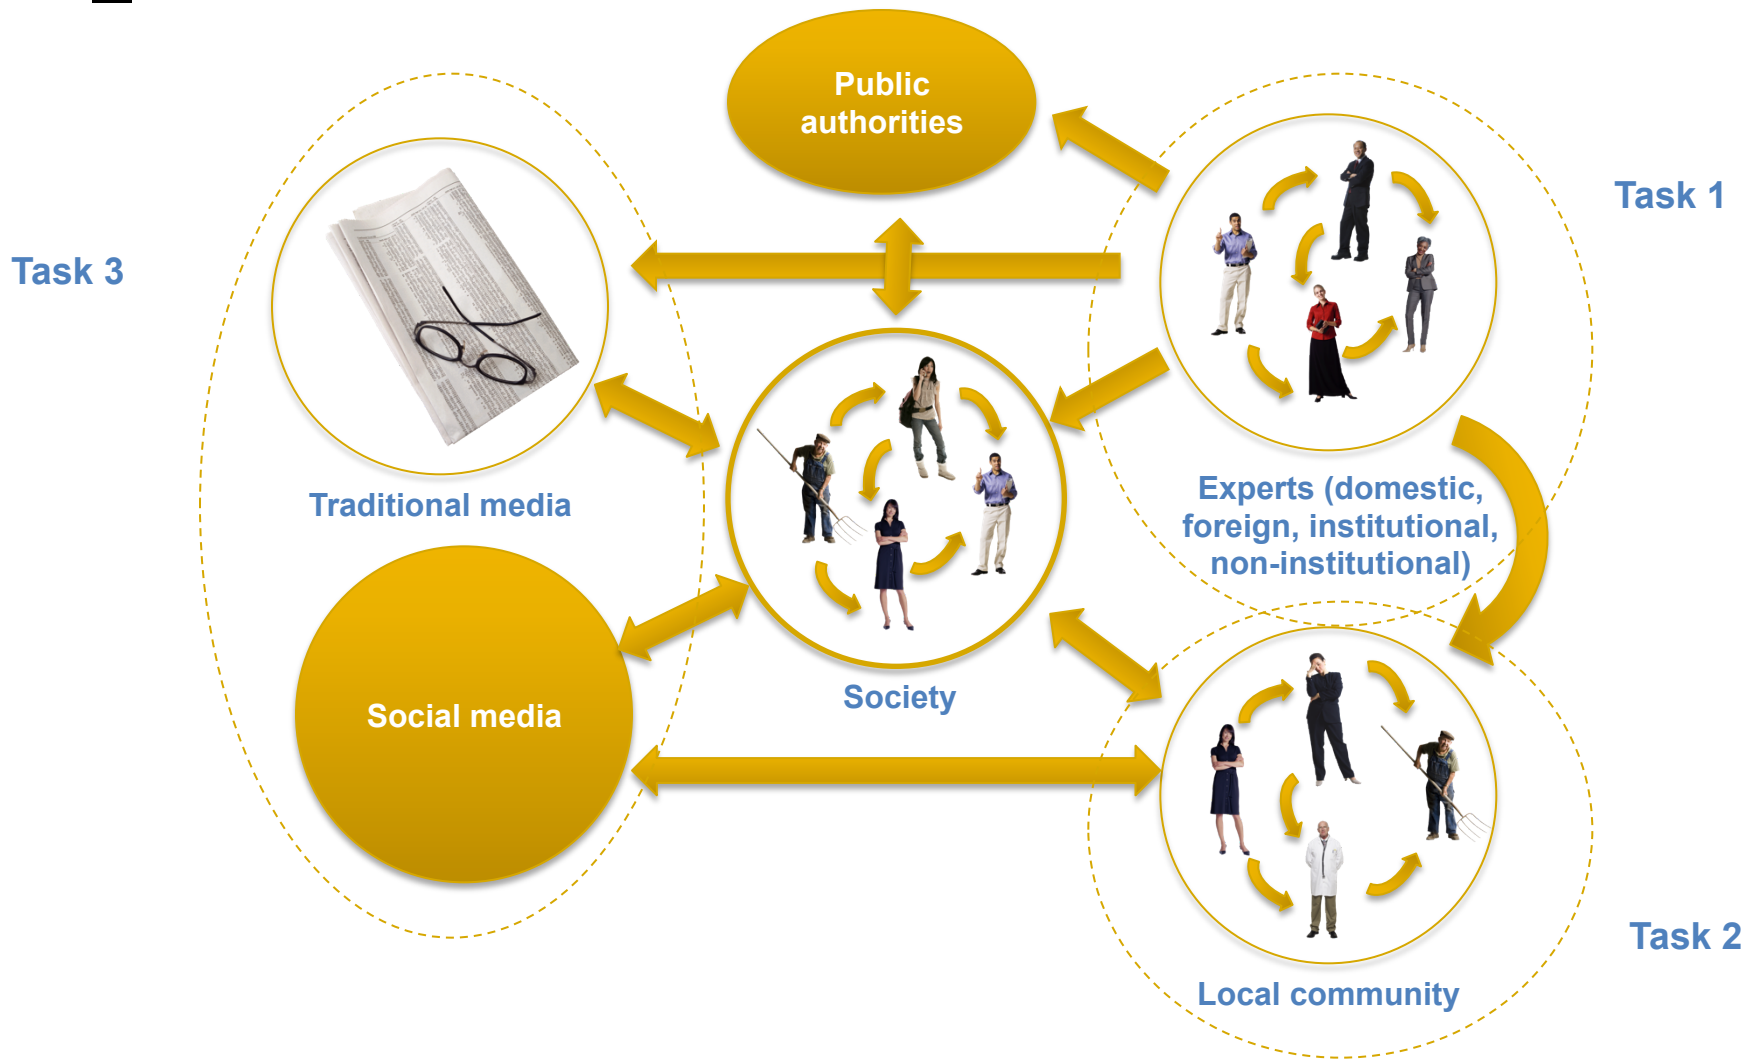 Public
authorities
Task 1
Task 3
Traditional media
Experts (domestic,
foreign, institutional,
non-institutional)
Society
Social media
Task 2
Local community